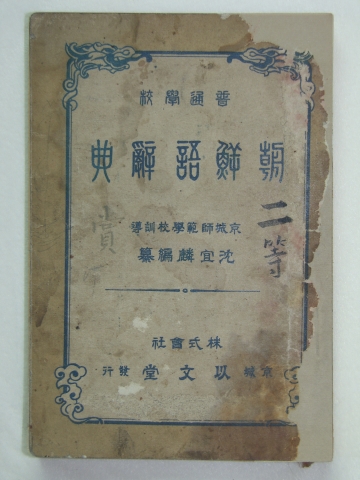 普通學校
朝鮮語辭典
京城師範學校訓導
沈宜麟編纂
二等
賞
株式會社
京城 以文堂 發行